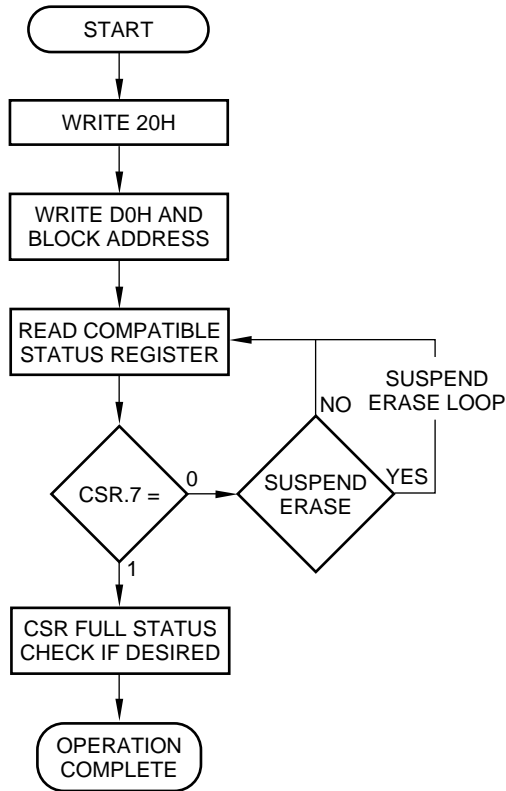 START
WRITE 20H
WRITE D0H AND
BLOCK ADDRESS
READ COMPATIBLE
STATUS REGISTER
SUSPEND
ERASE LOOP
NO
CSR.7 =
0
SUSPEND
ERASE
YES
1
CSR FULL STATUS
CHECK IF DESIRED
OPERATION
COMPLETE